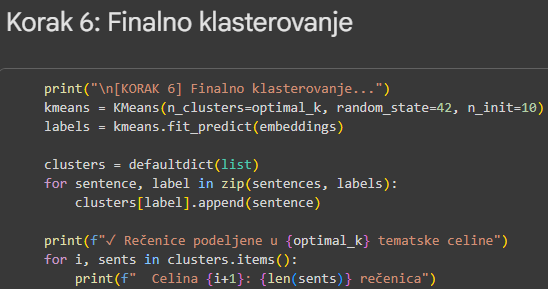 Korak 6: Finalno klasterovanje
print("\n[KORAK 6] Finalno klasterovanje...")
kmeans = KMeans(n_clusters=optimal_k, random_state=42, n_init=10)
labels = kmeans.fit_predict(embeddings)
clusters = defaultdict(list)
for sentence, label in zip(sentences, labels):
    clusters[label].append(sentence)
print(f"✓ Rečenice podeljene u {optimal_k} tematske celine")
for i, sents in clusters.items():
    print(f"  Celina {i+1}: {len(sents)} rečenica")